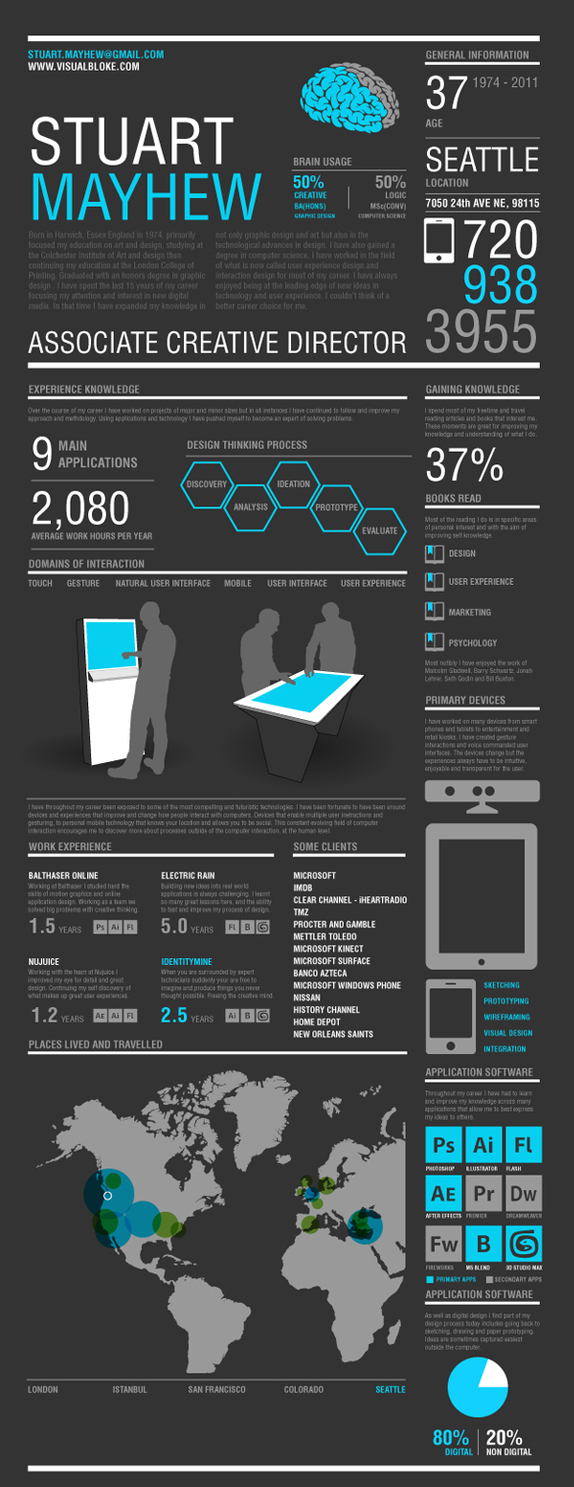 STUART.MAYHEW@GMAIL.COM
WWW.VISUALBLOKE.COM
STUART
MAYHEW
BRAIN USAGE
50%
CREATIVE
BA(HONS)
GRAPHIC DESIGN
50%
LOGIC
MSc(CONV)
COMPUTER SCIENCE
Born in Harwich, Essex England in 1974, primarily
focused my education on art and design, studying at
the Colchester Institute of Art and design then
continuing my education at the London College of
Printing. Graduated with an honors degree in graphic
design . I have spent the last 15 years of my career
focusing my attention and interest in new digital
media. In that time I have expanded my knowledge in
not only graphic design and art but also in the
technological advances in design. I have also gained a
degree in computer science. I have worked in the field
of what is now called user experience design and
interaction design for most of my career. I have always
enjoyed being at the leading edge of new ideas in
technology and user experience. I couldn't think of a
better career choice for me.
ASSOCIATE CREATIVE DIRECTOR
GENERAL INFORMATION
37 1974 - 2011
AGE
SEATTLE
LOCATION
7050 24th AVE NE, 98115
720
938
3955
EXPERIENCE KNOWLEDGE
Over the course of my career I have worked on projects of major and minor sizes but in all instances I have continued to follow and improve my
approach and methodology. Using applications and technology I have pushed myself to become an expert of solving problems.
9 MAIN
APPLICATIONS
2,080
AVERAGE WORK HOURS PER YEAR
DESIGN THINKING PROCESS
DISCOVERY
ANALYSIS
IDEATION
PROTOTYPE
EVALUATE
DOMAINS OF INTERACTION
TOUCH GESTURE NATURAL USER INTERFACE MOBILE USER INTERFACE USER EXPERIENCE
I have throughout my career been exposed to some of the most compelling and futuristic technologies. I have been fortunate to have been around
devices and experiences that improve and change how people interact with computers. Devices that enable multiple user instructions and
gesturing, to personal mobile technology that knows your location and allows you to be social. This constant evolving field of computer
interaction encourages me to discover more about processes outside of the computer interaction, at the human level.
WORK EXPERIENCE
BALTHASER ONLINE
Working at Balthaser I studied hard the
skills of motion graphics and online
application design. Working as a team we
solved big problems with creative thinking.
1.5 YEARS Ps Ai Fl
ELECTRIC RAIN
Building new ideas into real world
applications is always challenging. I learnt
so many great lessons here, and the ability
to fast and improve my process of design.
5.0 YEARS Fl B
NUJUICE
Working with the team at Nujuice I
improved my eye for detail and great
design. Continuing my self discovery of
what makes up great user experiences.
1.2 YEARS AE Ai Fl
IDENTITYMINE
When you are surrounded by expert
technicians suddenly your are free to
imagine and produce things you never
thought possible. Freeing the creative mind.
2.5 YEARS Ai B
SOME CLIENTS
MICROSOFT
IMDB
CLEAR CHANNEL - iHEARTRADIO
TMZ
PROCTER AND GAMBLE
METTLER TOLEDO
MICROSOFT KINECT
MICROSOFT SURFACE
BANCO AZTECA
MICROSOFT WINDOWS PHONE
NISSAN
HISTORY CHANNEL
HOME DEPOT
NEW ORLEANS SAINTS
PLACES LIVED AND TRAVELLED
LONDON ISTANBUL SAN FRANCISCO COLORADO SEATTLE
GAINING KNOWLEDGE
I spend most of my freetime and travel
reading articles and books that interest me.
These moments are great for improving my
knowledge and understanding of what I do.
37%
BOOKS READ
Most of the reading I do is in specific areas
of personal interest and with the aim of
improving self knowledge.
DESIGN
USER EXPERIENCE
MARKETING
PSYCHOLOGY
Most notibly I have enjoyed the work of
Malcolm Gladwell, Barry Schwartz, Jonah
Lehrer, Seth Godin and Bill Buxton.
PRIMARY DEVICES
I have worked on many devices from smart
phones and tablets to entertainment and
retail kiosks. I have created gesture
interactions and voice commanded user
interfaces. The devices change but the
experiences always have to be intuitive,
enjoyable and transparent for the user.
SKETCHING
PROTOTYPING
WIREFRAMING
VISUAL DESIGN
INTEGRATION
APPLICATION SOFTWARE
Throughout my career I have had to learn
and improve my knowledge across many
applications that allow me to best express
my ideas to others.
Ps Ai Fl
PHOTOSHOP ILLUSTRATOR FLASH
AE Pr Dw
AFTER EFFECTS PREMIER DREAMWEAVER
Fw B
FIREWORKS MS BLEND 3D STUDIO MAX
PRIMARY APPS SECONDARY APPS
APPLICATION SOFTWARE
As well as digital design I find part of my
design process today includes going back to
sketching, drawing and paper prototyping.
Ideas are sometimes captured easiest
outside the computer.
80%
DIGITAL
20%
NON DIGITAL